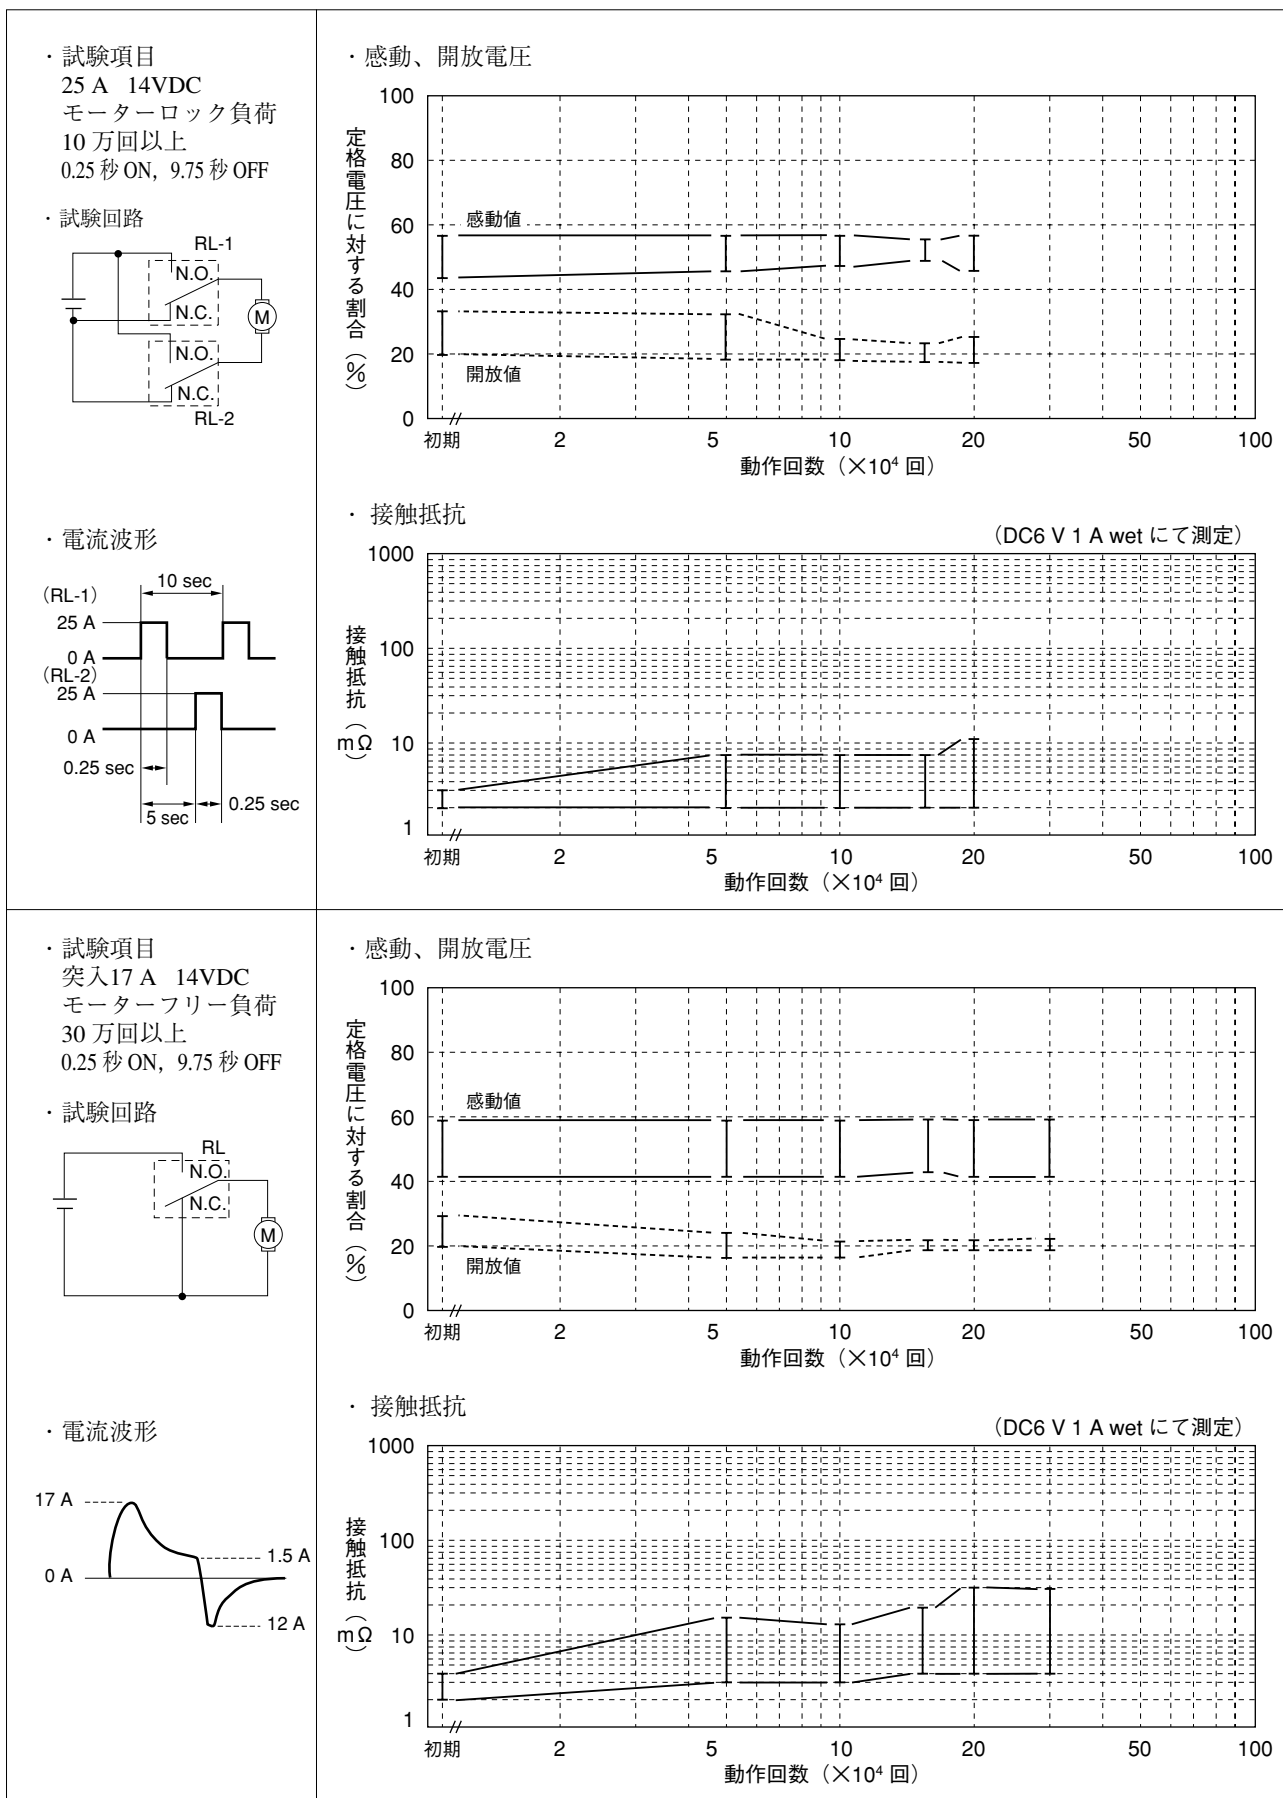 ・試験項目
25 A 14VDC
モーターロック負荷
10 万回以上
0.25 秒 ON，9.75 秒 OFF
・試験回路
RL-1
N.O.
N.C.
M
N.O.
N.C.
RL-2
・電流波形
10 sec
(RL-1)
25 A
0 A
(RL-2)
25 A
0 A
0.25 sec
0.25 sec
5 sec
・感動、開放電圧
定格電圧に対する割合（％）
100
80
60
40
20
0
感動値
開放値
初期 2 5 10 20 50 100
動作回数（×10⁴ 回）
・ 接触抵抗
（DC6 V 1 A wet にて測定）
接触抵抗（mΩ）
1000
100
10
1
初期 2 5 10 20 50 100
動作回数（×10⁴ 回）
・試験項目
突入17 A 14VDC
モーターフリー負荷
30 万回以上
0.25 秒 ON，9.75 秒 OFF
・試験回路
RL
N.O.
N.C.
M
・電流波形
17 A
1.5 A
0 A
12 A
・感動、開放電圧
定格電圧に対する割合（％）
100
80
60
40
20
0
感動値
開放値
初期 2 5 10 20 50 100
動作回数（×10⁴ 回）
・ 接触抵抗
（DC6 V 1 A wet にて測定）
接触抵抗（mΩ）
1000
100
10
1
初期 2 5 10 20 50 100
動作回数（×10⁴ 回）